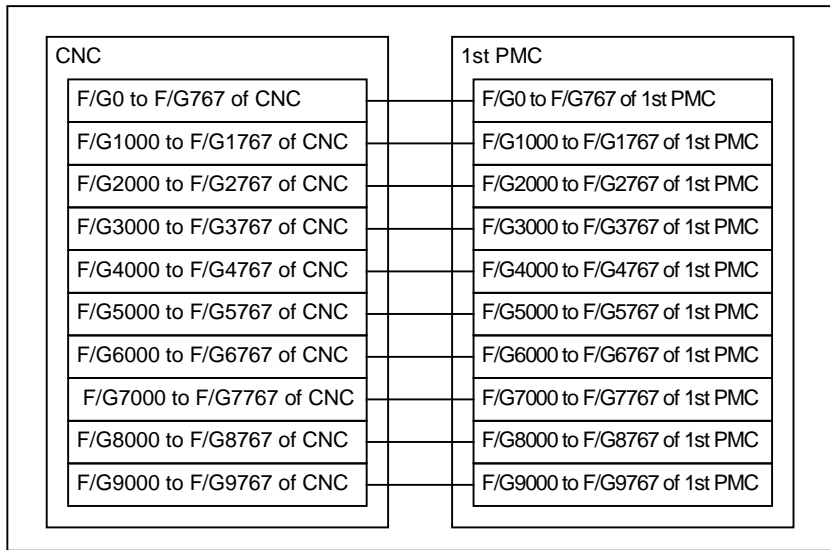 CNC
F/G0 to F/G767 of CNC
F/G1000 to F/G1767 of CNC
F/G2000 to F/G2767 of CNC
F/G3000 to F/G3767 of CNC
F/G4000 to F/G4767 of CNC
F/G5000 to F/G5767 of CNC
F/G6000 to F/G6767 of CNC
F/G7000 to F/G7767 of CNC
F/G8000 to F/G8767 of CNC
F/G9000 to F/G9767 of CNC
1st PMC
F/G0 to F/G767 of 1st PMC
F/G1000 to F/G1767 of 1st PMC
F/G2000 to F/G2767 of 1st PMC
F/G3000 to F/G3767 of 1st PMC
F/G4000 to F/G4767 of 1st PMC
F/G5000 to F/G5767 of 1st PMC
F/G6000 to F/G6767 of 1st PMC
F/G7000 to F/G7767 of 1st PMC
F/G8000 to F/G8767 of 1st PMC
F/G9000 to F/G9767 of 1st PMC